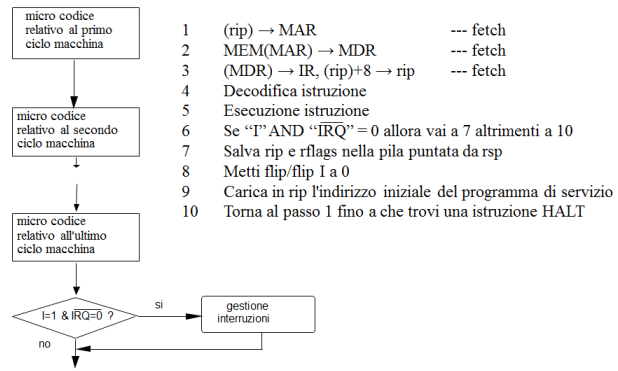 micro codice
relativo al primo
ciclo macchina
micro codice
relativo al secondo
ciclo macchina
micro codice
relativo all'ultimo
ciclo macchina
I=1 & I̅R̅Q̅=0̅ ?
si
no
gestione
interruzioni
1 (rip) → MAR --- fetch
2 MEM(MAR) → MDR --- fetch
3 (MDR) → IR, (rip)+8 → rip --- fetch
4 Decodifica istruzione
5 Esecuzione istruzione
6 Se “I” AND “I̅R̅Q̅” = 0 allora vai a 7 altrimenti a 10
7 Salva rip e rflags nella pila puntata da rsp
8 Metti flip/flip I a 0
9 Carica in rip l'indirizzo iniziale del programma di servizio
10 Torna al passo 1 fino a che trovi una istruzione HALT